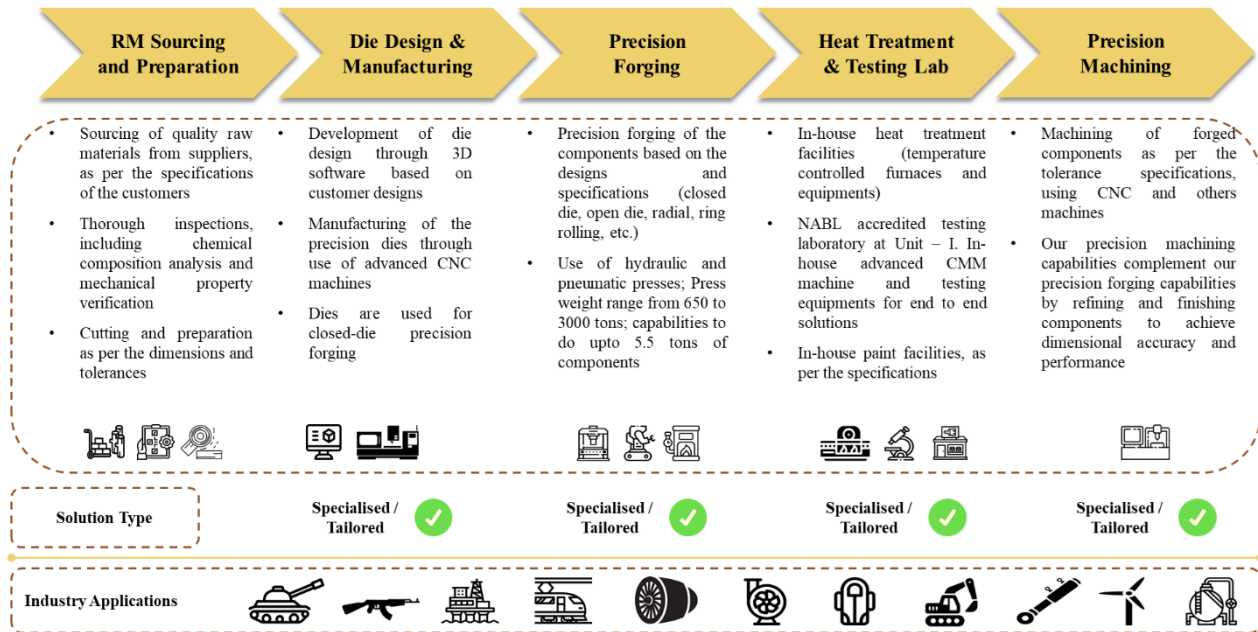 RM Sourcing
and Preparation
Die Design &
Manufacturing
Precision
Forging
Heat Treatment
& Testing Lab
Precision
Machining
• Sourcing of quality raw
materials from suppliers,
as per the specifications
of the customers
• Thorough inspections,
including chemical
composition analysis and
mechanical property
verification
• Cutting and preparation
as per the dimensions and
tolerances
• Development of die
design through 3D
software based on
customer designs
• Manufacturing of the
precision dies through
use of advanced CNC
machines
• Dies are used for
closed-die precision
forging
• Precision forging of the
components based on the
designs and
specifications (closed
die, open die, radial, ring
rolling, etc.)
• Use of hydraulic and
pneumatic presses; Press
weight range from 650 to
3000 tons; capabilities to
do upto 5.5 tons of
components
• In-house heat treatment
facilities (temperature
controlled furnaces and
equipments)
• NABL accredited testing
laboratory at Unit – I. In-
house advanced CMM
machine and testing
equipments for end to end
solutions
• In-house paint facilities, as
per the specifications
• Machining of forged
components as per the
tolerance specifications,
using CNC and others
machines
• Our precision machining
capabilities complement our
precision forging capabilities
by refining and finishing
components to achieve
dimensional accuracy and
performance
Solution Type
Specialised /
Tailored
Specialised /
Tailored
Specialised /
Tailored
Specialised /
Tailored
Industry Applications